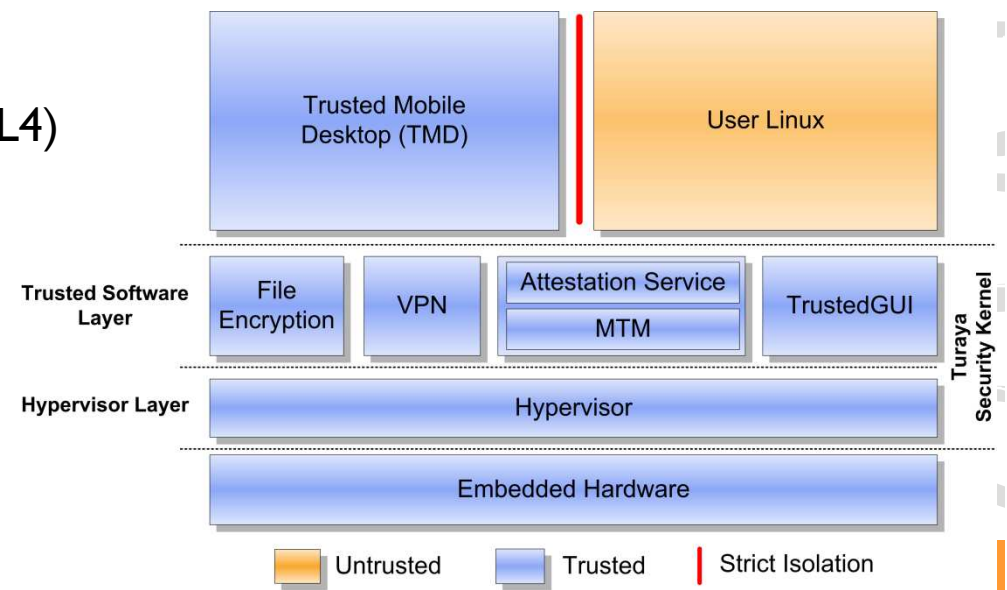 L4)
Trusted Mobile
Desktop (TMD)
User Linux
Trusted Software
Layer
File
Encryption
VPN
Attestation Service
MTM
TrustedGUI
Turaya
Security Kernel
Hypervisor Layer
Hypervisor
Embedded Hardware
Untrusted
Trusted
Strict Isolation